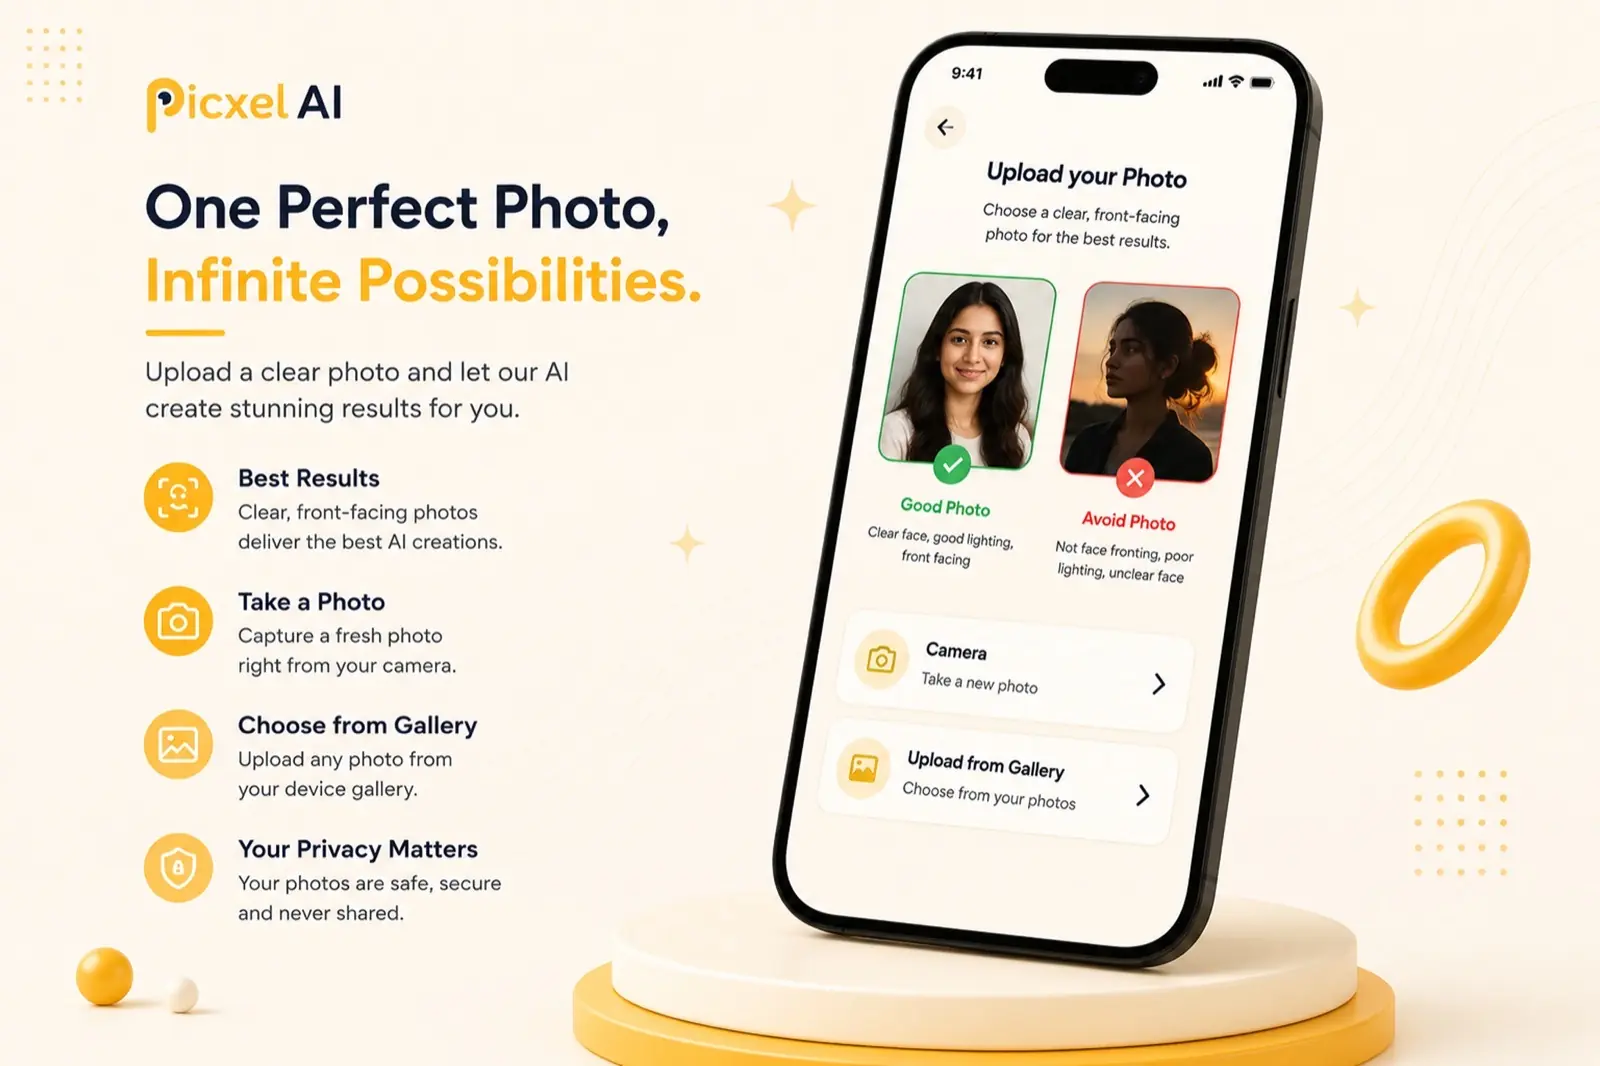 Picxel AI
One Perfect Photo,
Infinite Possibilities.
Upload a clear photo and let our AI
create stunning results for you.
Best Results
Clear, front-facing photos
deliver the best AI creations.
Take a Photo
Capture a fresh photo
right from your camera.
Choose from Gallery
Upload any photo from
your device gallery.
Your Privacy Matters
Your photos are safe, secure
and never shared.
9:41
Upload your Photo
Choose a clear, front-facing
photo for the best results.
Good Photo
Clear face, good lighting,
front facing
Avoid Photo
Not face fronting, poor
lighting, unclear face
Camera
Take a new photo
Upload from Gallery
Choose from your photos